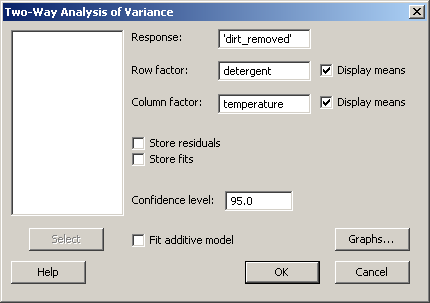 Two-Way Analysis of Variance
Response: 'dirt_removed'
Row factor: detergent Display means
Column factor: temperature Display means
Store residuals
Store fits
Confidence level: 95.0
Select Fit additive model Graphs...
Help OK Cancel